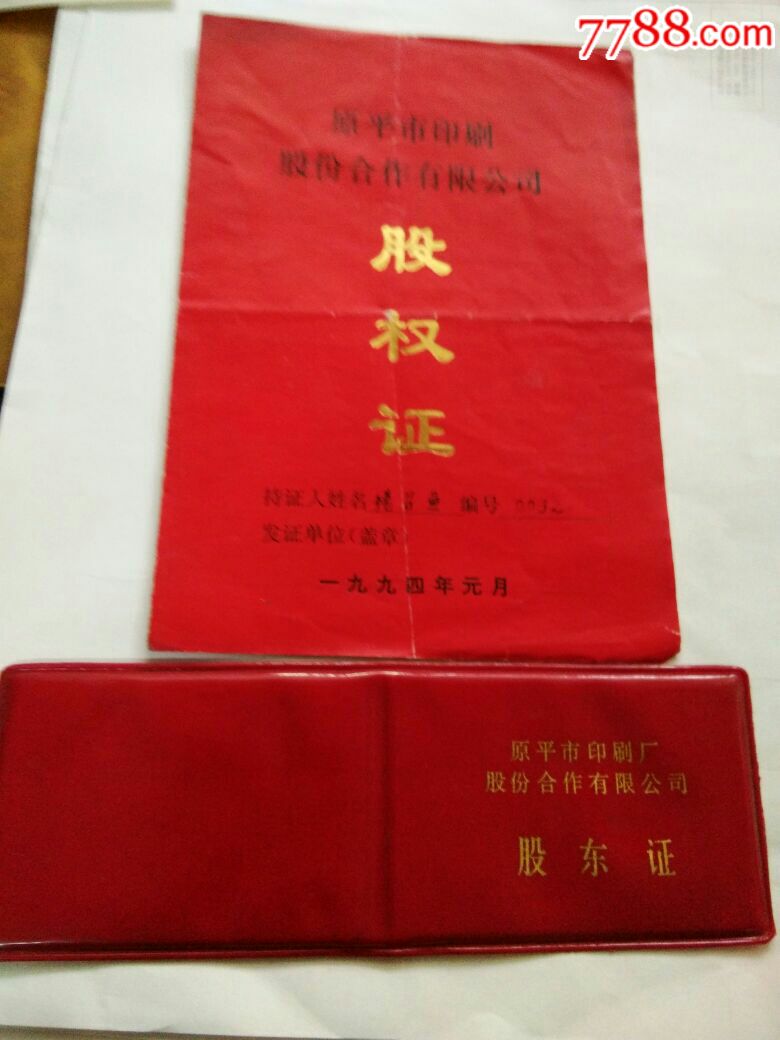 7788.com
原平市印刷
股份合作有限公司
股
权
证
持证人姓名 编号 0032
发证单位(盖章)
一九九四年元月
原平市印刷厂
股份合作有限公司
股东证